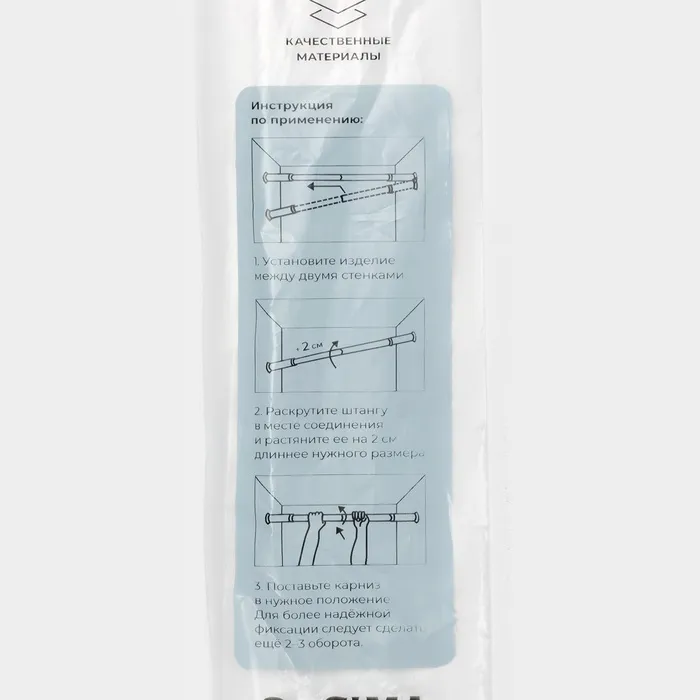 КАЧЕСТВЕННЫЕ
МАТЕРИАЛЫ
Инструкция
по применению:
1. Установите изделие
между двумя стенками
+ 2 см
2. Раскрутите штангу
в месте соединения
и растяните ее на 2 см
длиннее нужного размера
3. Поставьте карниз
в нужное положение
Для более надёжной
фиксации следует сделать
ещё 2-3 оборота.